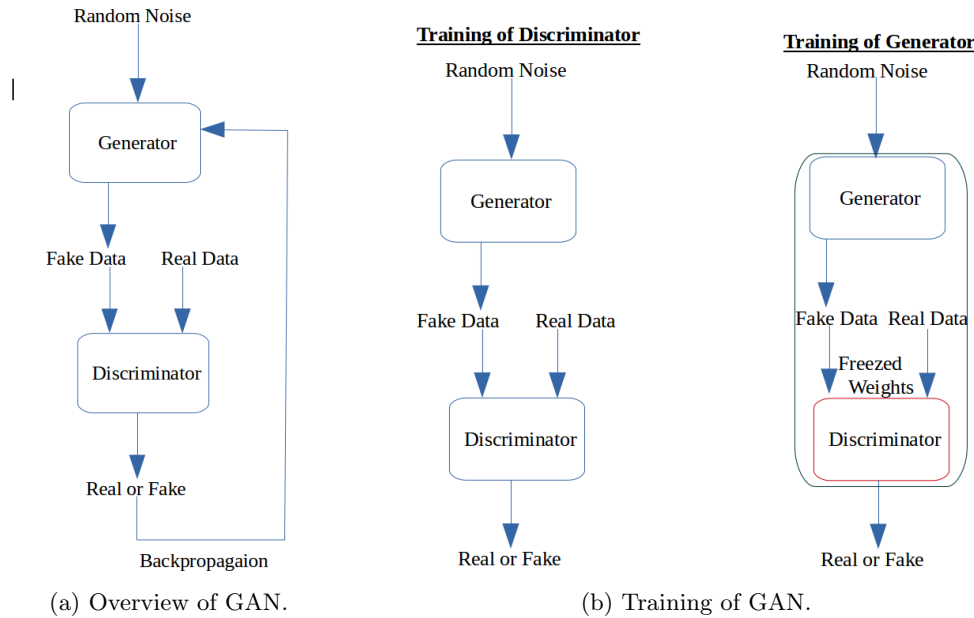 Random Noise
Generator
Fake Data
Real Data
Discriminator
Real or Fake
Backpropagaion
(a) Overview of GAN.
Training of Discriminator
Random Noise
Generator
Fake Data
Real Data
Discriminator
Real or Fake
Training of Generator
Random Noise
Generator
Fake Data
Real Data
Freezed
Weights
Discriminator
Real or Fake
(b) Training of GAN.